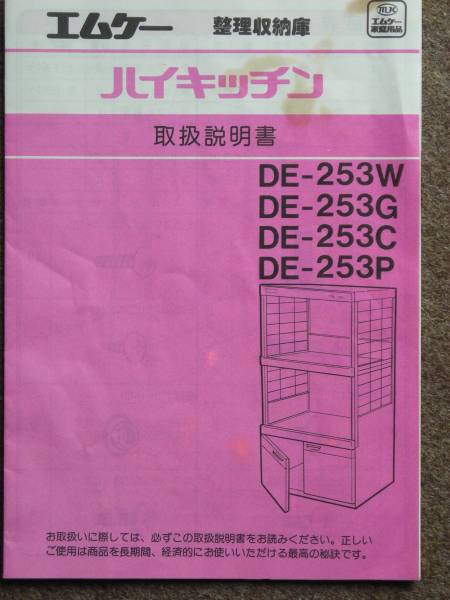 エムケー 整理収納庫
MK
エムケー
家庭用品
ハイキッチン
取扱説明書
DE-253W
DE-253G
DE-253C
DE-253P
お取扱いに際しては、必ずこの取扱説明書をお読みください。正しい
ご使用は商品を長期間、経済的にお使いいただける最高の秘訣です。